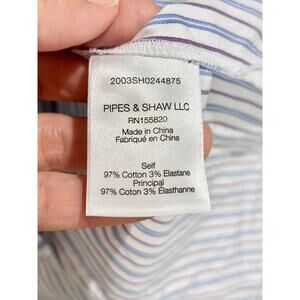 2003SH0244875
PIPES & SHAW LLC
RN155820
Made in China
Fabriqué en Chine
Self
97% Cotton 3% Elastane
Principal
97% Coton 3% Elasthanne